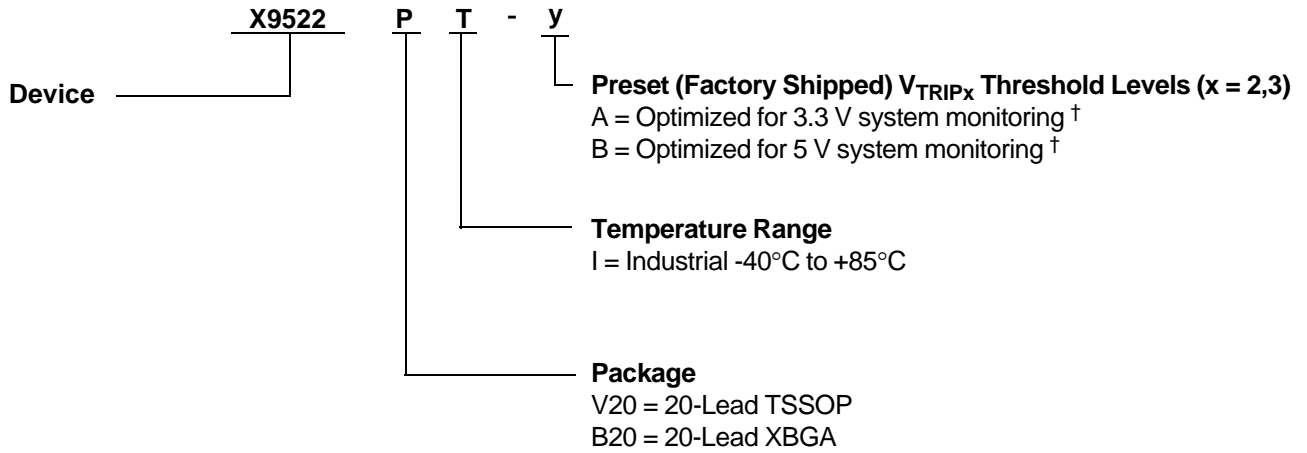 X9522 P T - y
Device
Preset (Factory Shipped) VTRIPx Threshold Levels (x = 2,3)
A = Optimized for 3.3 V system monitoring †
B = Optimized for 5 V system monitoring †
Temperature Range
I = Industrial -40°C to +85°C
Package
V20 = 20-Lead TSSOP
B20 = 20-Lead XBGA